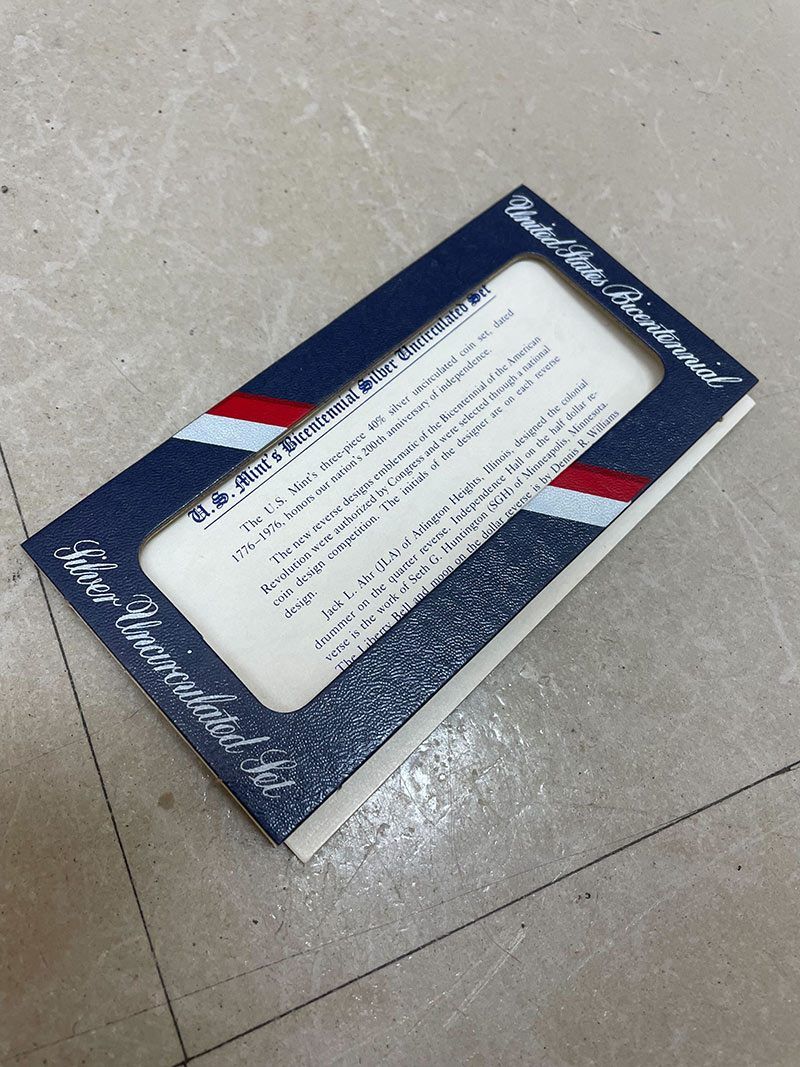 United States Bicentennial
U.S. Mint's Bicentennial Silver Uncirculated Set
The U.S. Mint's three-piece 40% silver uncirculated coin set, dated
1776–1976, honors our nation's 200th anniversary of independence.
The new reverse designs emblematic of the Bicentennial of the American
Revolution were authorized by Congress and were selected through a national
coin design competition. The initials of the designer are on each reverse
design.
Jack L. Ahr (JLA) of Arlington Heights, Illinois, designed the colonial
drummer on the quarter reverse. Independence Hall on the half dollar re-
verse is the work of Seth G. Huntington (SGH) of Minneapolis, Minnesota.
The Liberty Bell and moon on the dollar reverse is by Dennis R. Williams
Silver Uncirculated Set